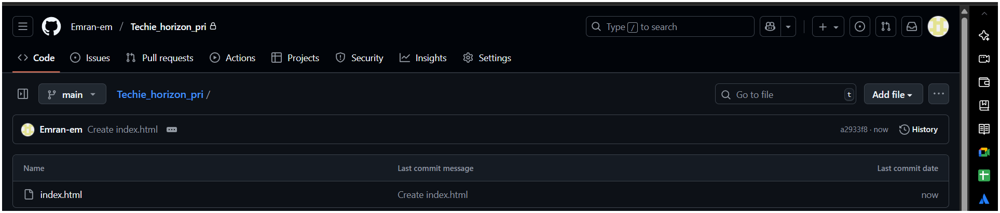 Emran-em / Techie_horizon_pri
Type / to search
Code Issues Pull requests Actions Projects Security Insights Settings
main Techie_horizon_pri / Go to file t Add file ...
Emran-em Create index.html ... a2933f8 · now History
Name Last commit message Last commit date
index.html Create index.html now